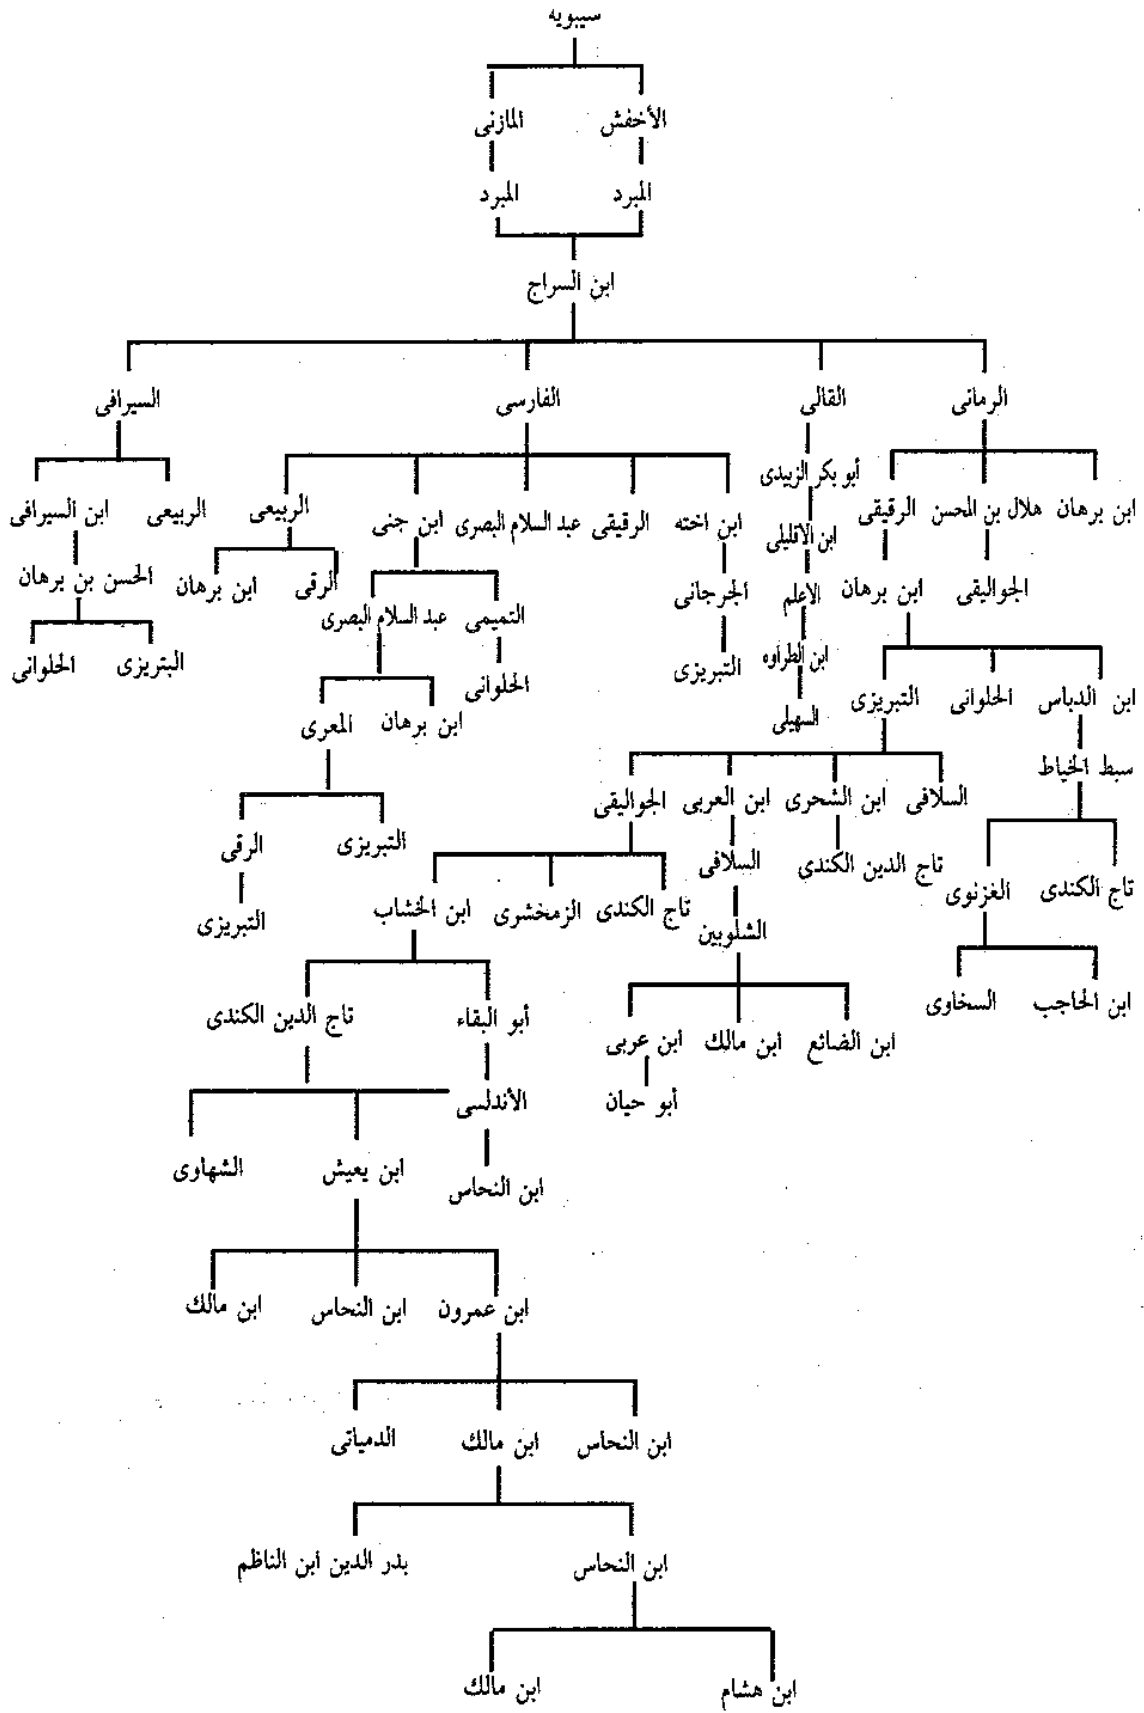 سيبويه
الأخفش المازنى
المبرد المبرد
ابن السراج
الرمانى القالى الفارسى السيرافى
أبو بكر الزبيدى
ابن برهان هلال بن المحسن الرقيقى ابن اخته الرقيقى عبد السلام البصرى ابن جنى الربيعى الربيعى ابن السيرافى
ابن الاقليلى
الجواليقى ابن برهان الاعلم الجرجانى التميمى عبد السلام البصرى الرقى ابن برهان الحسن بن برهان
ابن الطراوه
ابن الدباس الحلوانى التبريزى التبريزى الحلوانى البتريزى الحلوانى
السهيلى ابن برهان المعرى
سبط الخياط
السلافى ابن الشحرى ابن العربى الجواليقى
التبريزى الرقى
تاج الدين الكندى السلافى
تاج الكندى الغزنوى تاج الكندى الزمخشرى ابن الخشاب التبريزى
الشلوبين
ابن الحاجب السخاوى أبو البقاء تاج الدين الكندى
ابن الضائع ابن مالك ابن عربى
أبو حيان الأندلسى
ابن النحاس ابن يعيش الشهاوى
ابن عمرون ابن النحاس ابن مالك
ابن النحاس ابن مالك الدمياتى
ابن النحاس بدر الدين ابن الناظم
ابن هشام ابن مالك